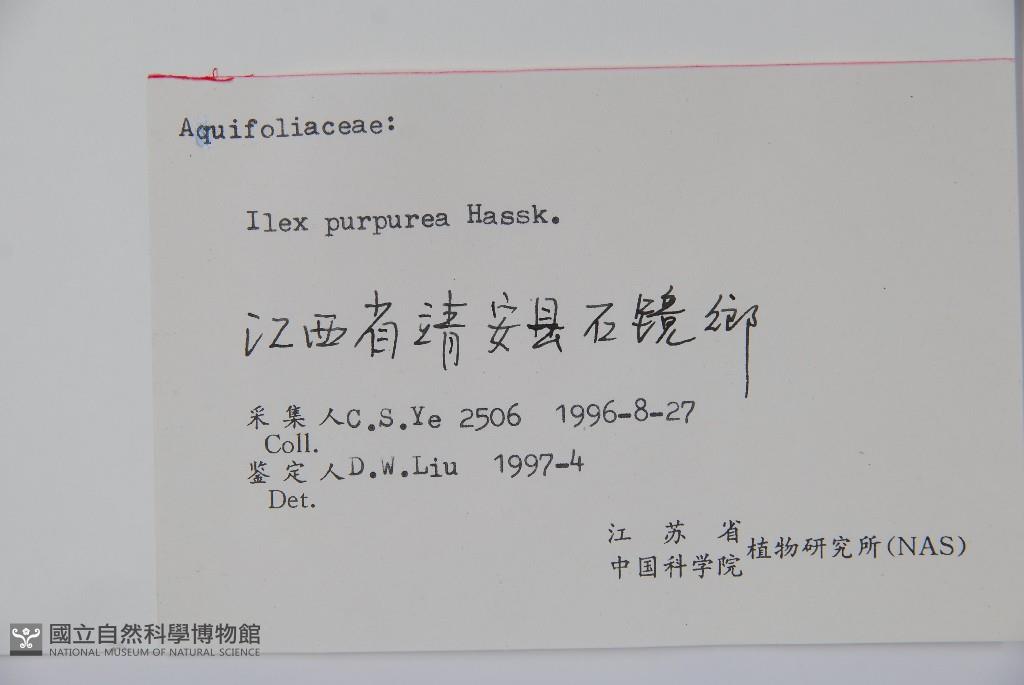 Aquifoliaceae:
Ilex purpurea Hassk.
江西省靖安县石镜鄉
采集人C.S.Ye 2506 1996-8-27
Coll.
鉴定人D.W.Liu 1997-4
Det.
江苏省
中国科学院植物研究所(NAS)
國立自然科學博物館
NATIONAL MUSEUM OF NATURAL SCIENCE